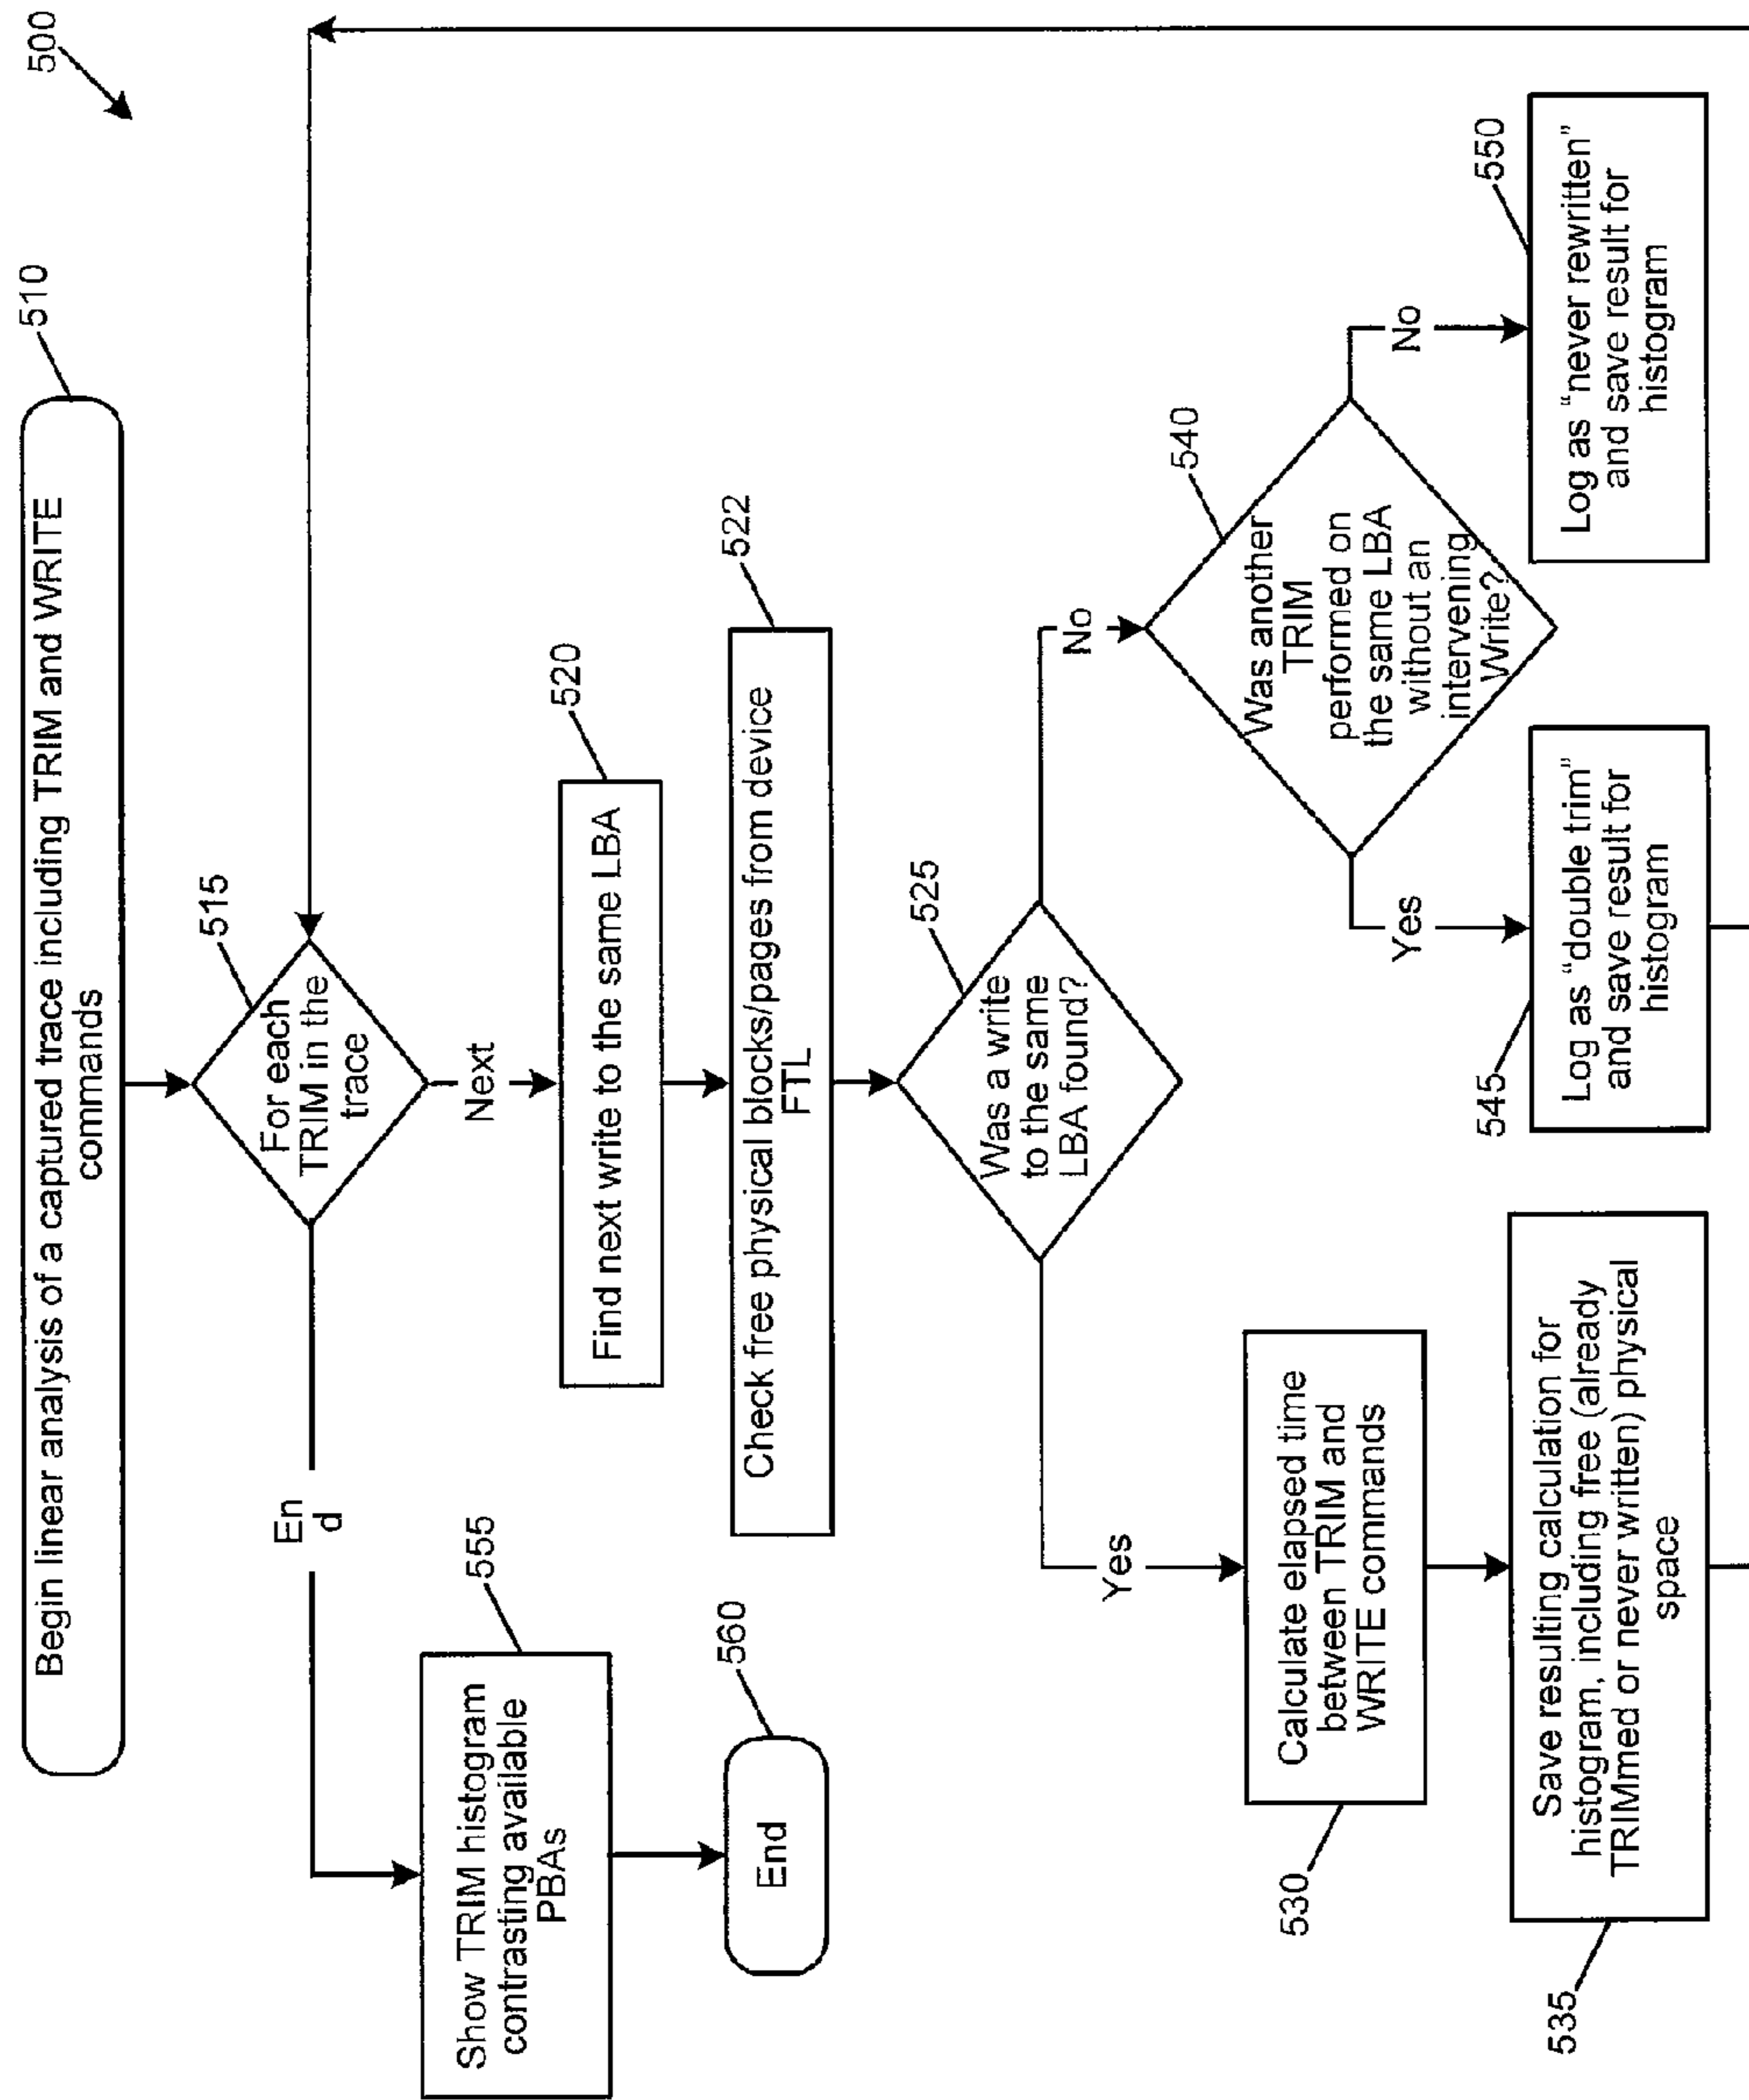 500
510
Begin linear analysis of a captured trace including TRIM and WRITE
commands
515
For each
TRIM in the
trace
En
d
Next
555
Show TRIM histogram
contrasting available
PBAs
560
End
520
Find next write to the same LBA
522
Check free physical blocks/pages from device
FTL
525
Was a write
to the same
LBA found?
Yes
No
530
Calculate elapsed time
between TRIM and
WRITE commands
535
Save resulting calculation for
histogram, including free (already
TRIMmed or never written) physical
space
540
Was another
TRIM
performed on
the same LBA
without an
intervening
Write?
Yes
No
545
Log as “double trim”
and save result for
histogram
550
Log as “never rewritten”
and save result for
histogram